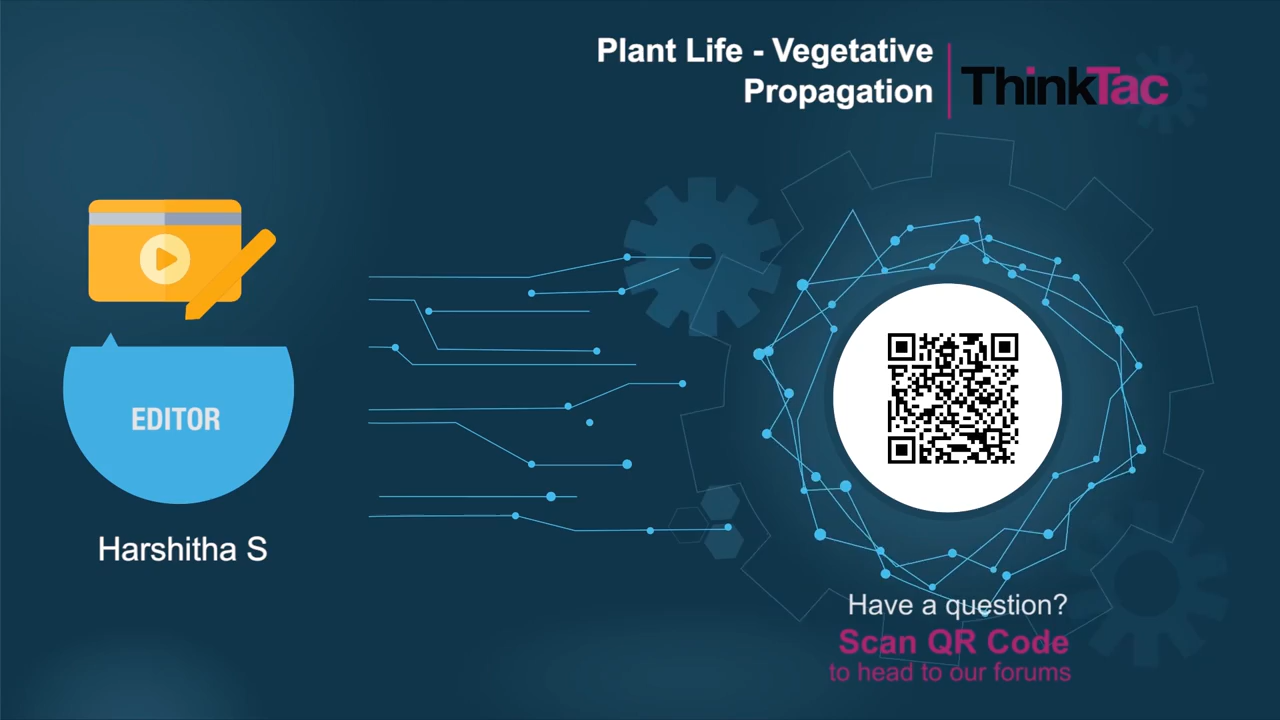 Plant Life - Vegetative
Propagation
ThinkTac
EDITOR
Harshitha S
Have a question?
Scan QR Code
to head to our forums